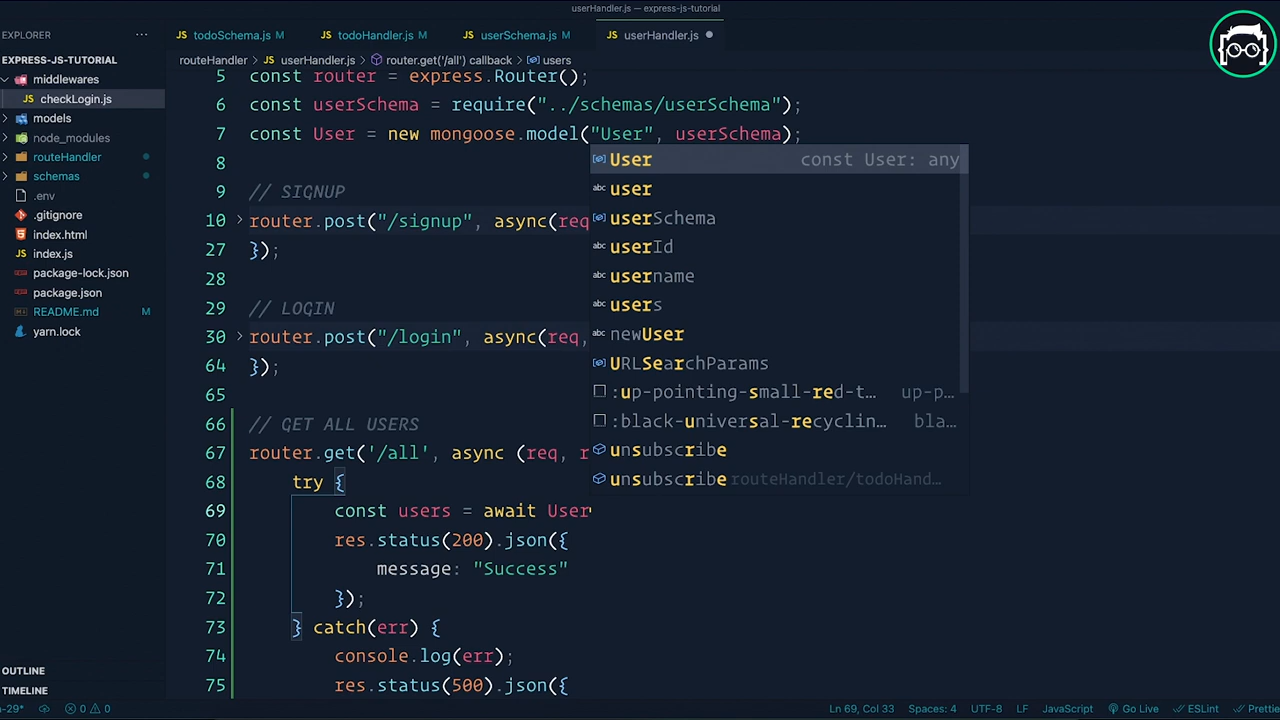 userHandler.js — express-js-tutorial
EXPLORER
todoSchema.js M
todoHandler.js M
userSchema.js M
userHandler.js
EXPRESS-JS-TUTORIAL
routeHandler > userHandler.js > router.get('/all') callback > users
middlewares
checkLogin.js
models
node_modules
routeHandler
schemas
.env
.gitignore
index.html
index.js
package-lock.json
package.json
README.md M
yarn.lock
OUTLINE
TIMELINE
5 const router = express.Router();
6 const userSchema = require("../schemas/userSchema");
7 const User = new mongoose.model("User", userSchema);
8
9 // SIGNUP
10 router.post("/signup", async(req
27 });
28
29 // LOGIN
30 router.post("/login", async(req,
64 });
65
66 // GET ALL USERS
67 router.get('/all', async (req, r
68 try {
69 const users = await User
70 res.status(200).json({
71 message: "Success"
72 });
73 } catch(err) {
74 console.log(err);
75 res.status(500).json({
User const User: any
user
userSchema
userId
username
users
newUser
URLSearchParams
:up-pointing-small-red-t… up-p…
:black-universal-recyclin… bla…
unsubscribe
unsubscribe routeHandler/todoHand…
-29* 0 0 Ln 69, Col 33 Spaces: 4 UTF-8 LF JavaScript Go Live ESLint Prettie